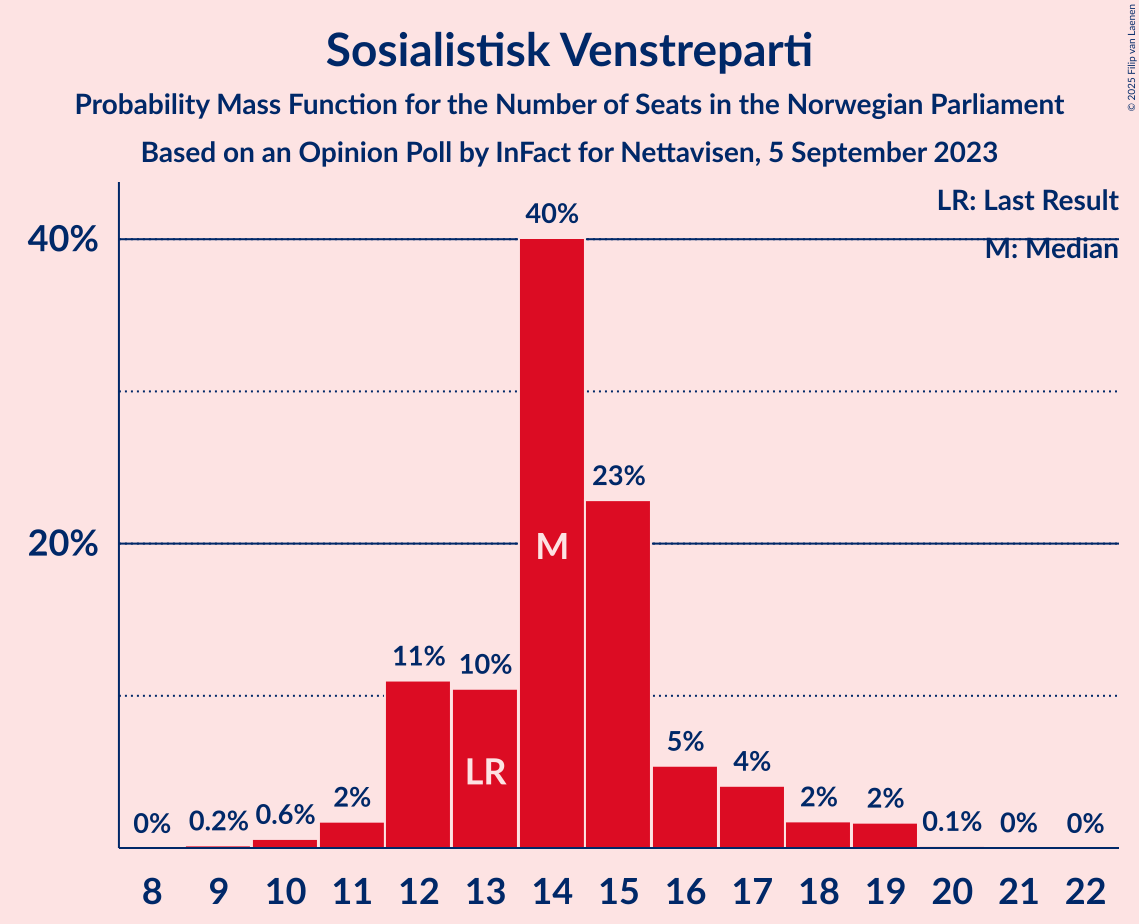 Sosialistisk Venstreparti
Probability Mass Function for the Number of Seats in the Norwegian Parliament
Based on an Opinion Poll by InFact for Nettavisen, 5 September 2023
© 2025 Filip van Laenen
LR: Last Result
M: Median
40%
20%
0% 0.2% 0.6% 2% 11% 10% 40% 23% 5% 4% 2% 2% 0.1% 0% 0%
M
LR
8 9 10 11 12 13 14 15 16 17 18 19 20 21 22